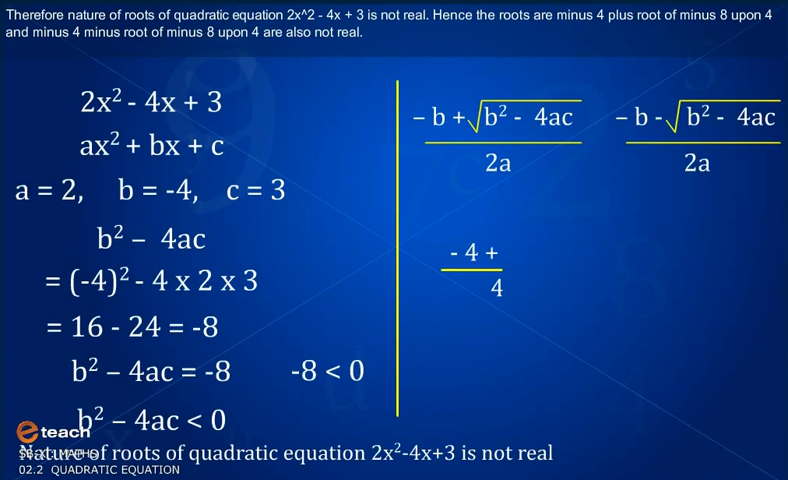 Therefore nature of roots of quadratic equation 2x^2 - 4x + 3 is not real. Hence the roots are minus 4 plus root of minus 8 upon 4
and minus 4 minus root of minus 8 upon 4 are also not real.
2x² - 4x + 3
ax² + bx + c
a = 2, b = -4, c = 3
b² – 4ac
= (-4)² - 4 x 2 x 3
= 16 - 24 = -8
b² – 4ac = -8 -8 < 0
b² – 4ac < 0
Nature of roots of quadratic equation 2x²-4x+3 is not real
– b + √ b² - 4ac
2a
– b - √ b² - 4ac
2a
- 4 +
4
eteach
02.2 QUADRATIC EQUATION